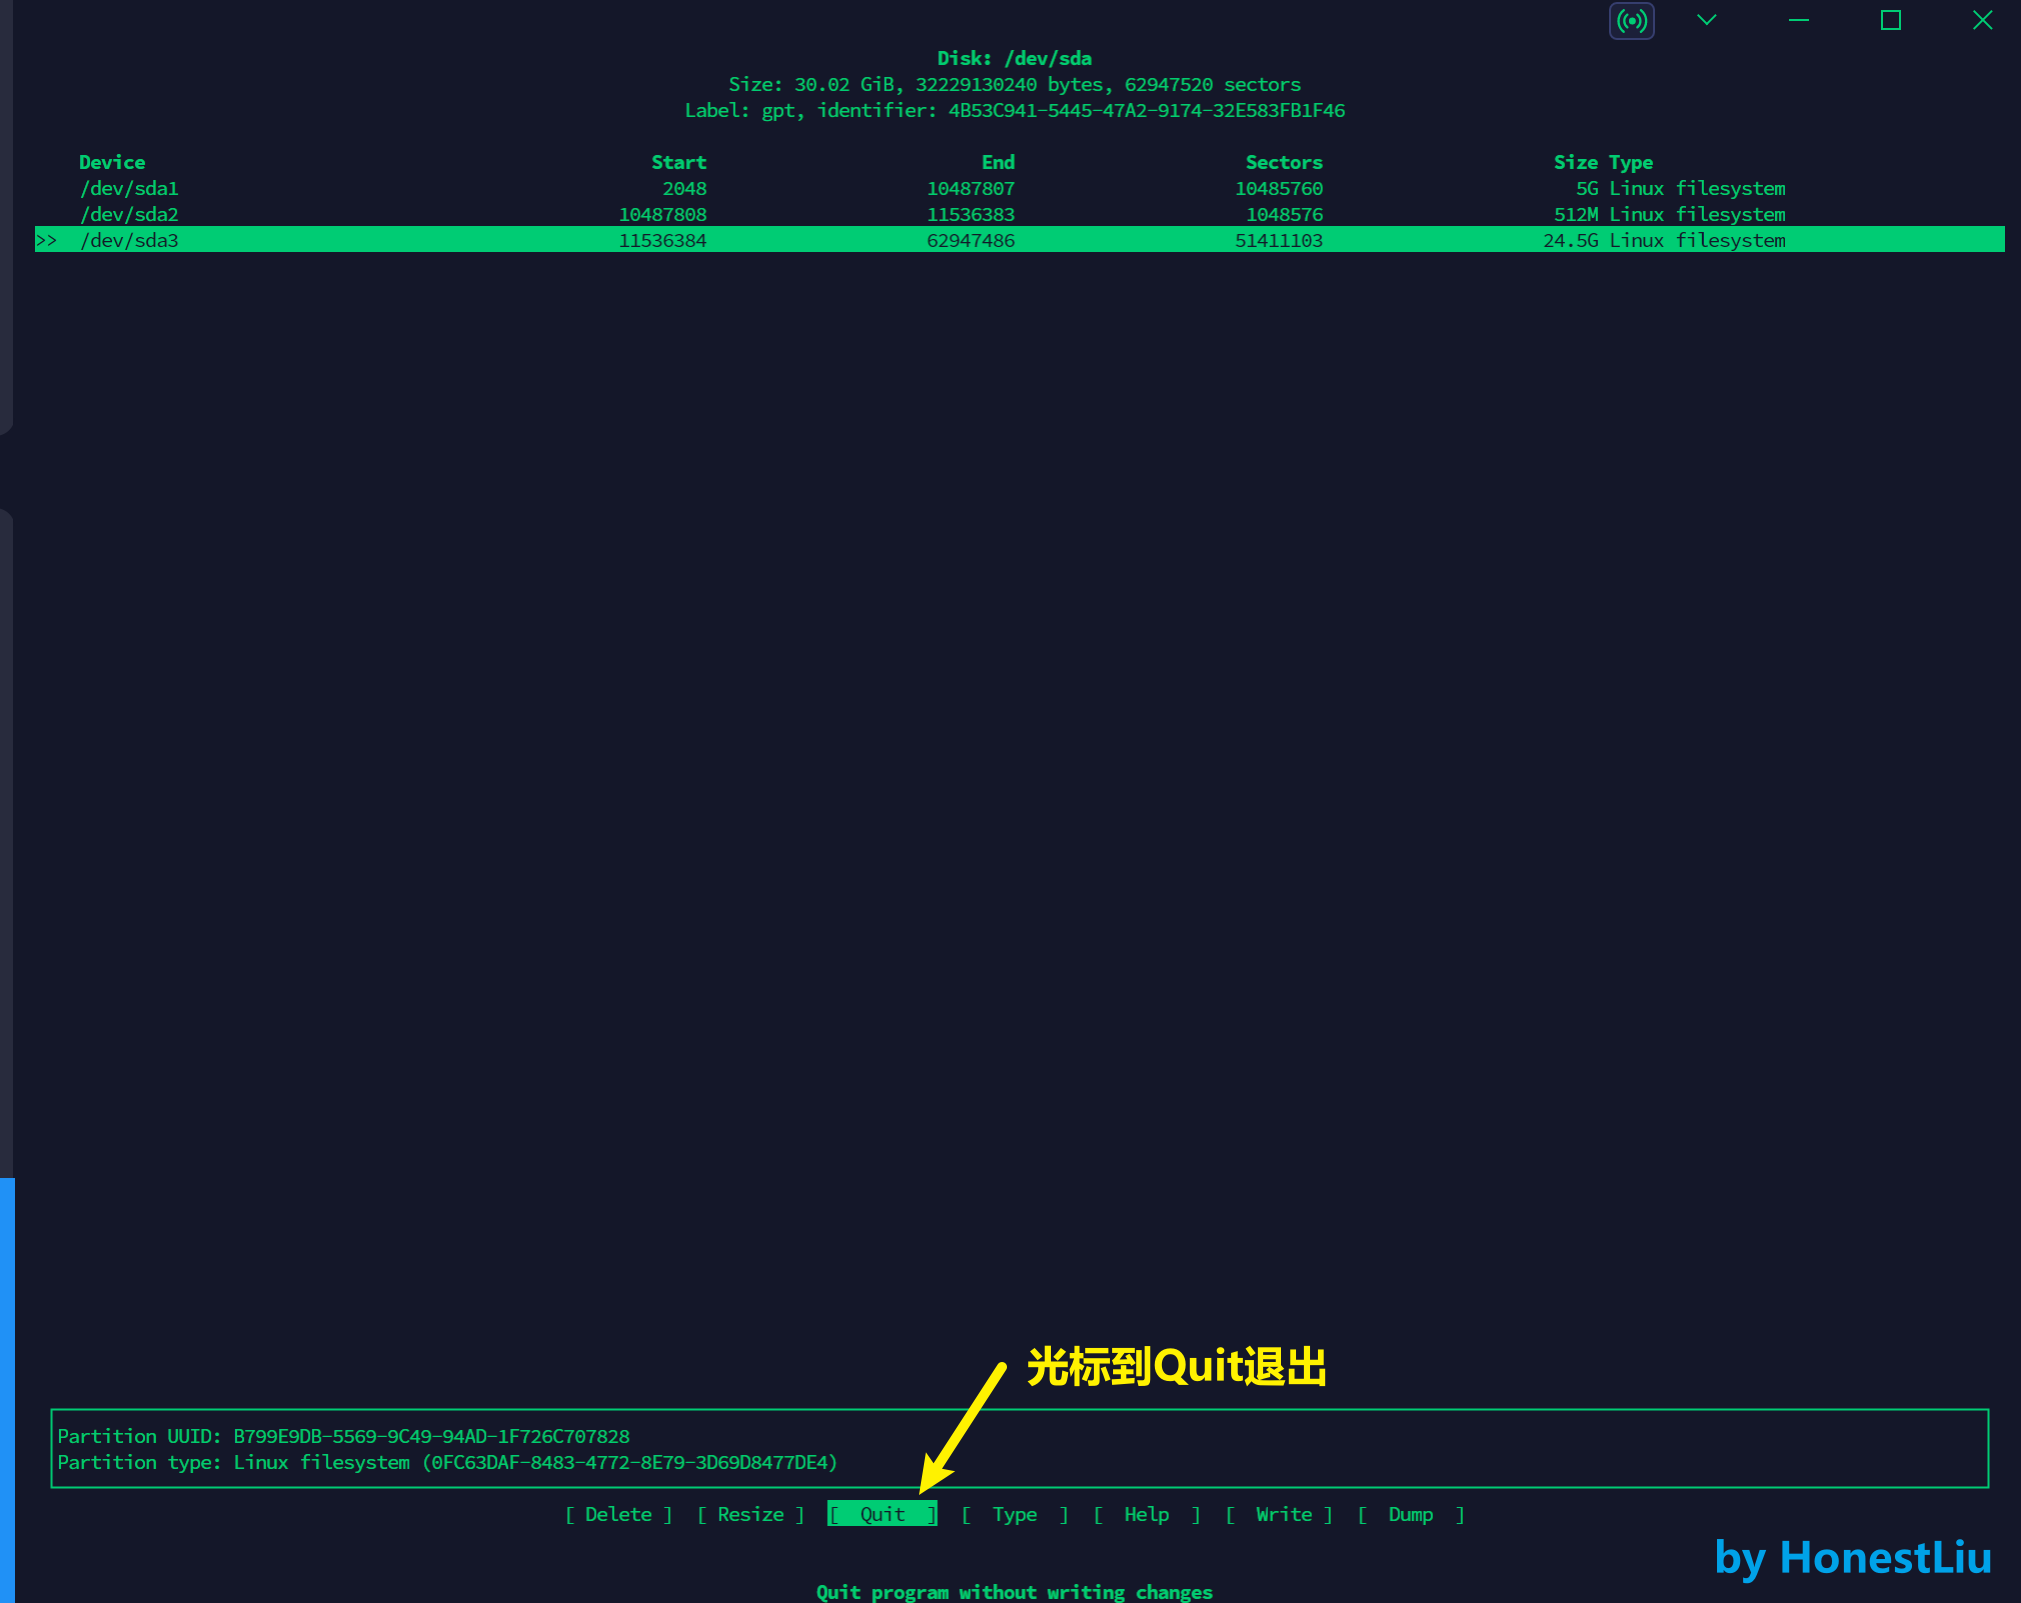 Disk: /dev/sda
Size: 30.02 GiB, 32229130240 bytes, 62947520 sectors
Label: gpt, identifier: 4B53C941-5445-47A2-9174-32E583FB1F46
Device Start End Sectors Size Type
/dev/sda1 2048 10487807 10485760 5G Linux filesystem
/dev/sda2 10487808 11536383 1048576 512M Linux filesystem
>> /dev/sda3 11536384 62947486 51411103 24.5G Linux filesystem
光标到Quit退出
Partition UUID: B799E9DB-5569-9C49-94AD-1F726C707828
Partition type: Linux filesystem (0FC63DAF-8483-4772-8E79-3D69D8477DE4)
[ Delete ] [ Resize ] [ Quit ] [ Type ] [ Help ] [ Write ] [ Dump ]
by HonestLiu
Quit program without writing changes